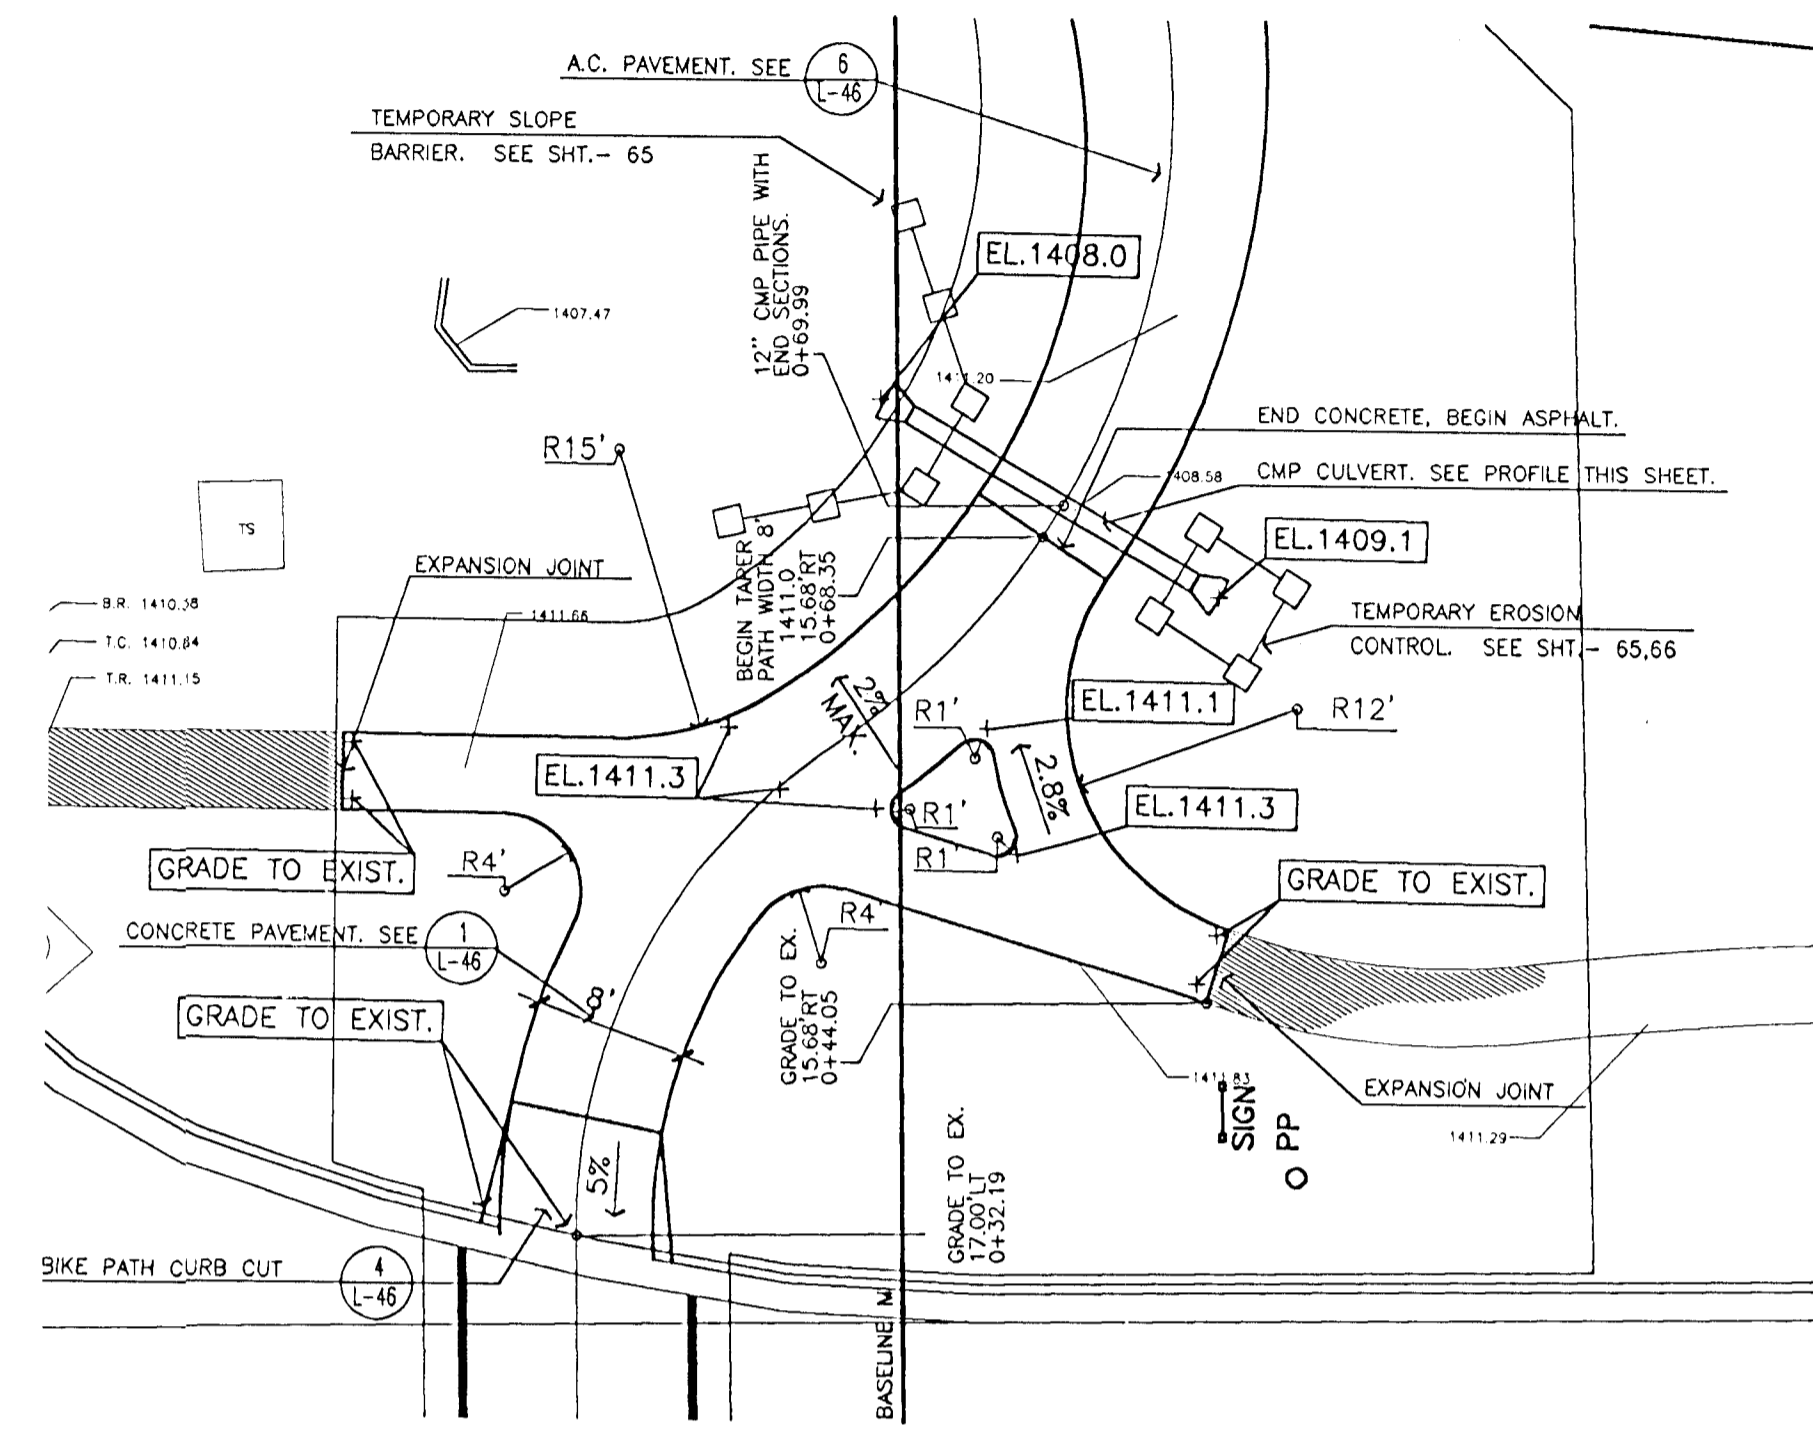 A.C. PAVEMENT. SEE
6
L-46
TEMPORARY SLOPE
BARRIER. SEE SHT.- 65
12" CMP PIPE WITH
END SECTIONS.
0+69.99
EL.1408.0
1407.47
1411.20
R15'
END CONCRETE, BEGIN ASPHALT.
1408.58
CMP CULVERT. SEE PROFILE THIS SHEET.
TS
EL.1409.1
EXPANSION JOINT
BEGIN TAPER
PATH WIDTH 8'
1411.0
15.68'RT
0+68.35
B.R. 1410.38
1411.66
TEMPORARY EROSION
CONTROL. SEE SHT.- 65,66
T.C. 1410.84
T.R. 1411.15
2%
MAX.
R1'
EL.1411.1
R12'
EL.1411.3
2.8%
R1'
EL.1411.3
R1'
GRADE TO EXIST.
R4'
GRADE TO EXIST.
R4'
CONCRETE PAVEMENT. SEE
1
L-46
8'
GRADE TO EXIST.
GRADE TO EX.
15.68'RT
0+44.05
1411.83
EXPANSION JOINT
SIGN
PP
1411.29
5%
GRADE TO EX.
17.00'LT
0+32.19
BIKE PATH CURB CUT
4
L-46
BASELINE M